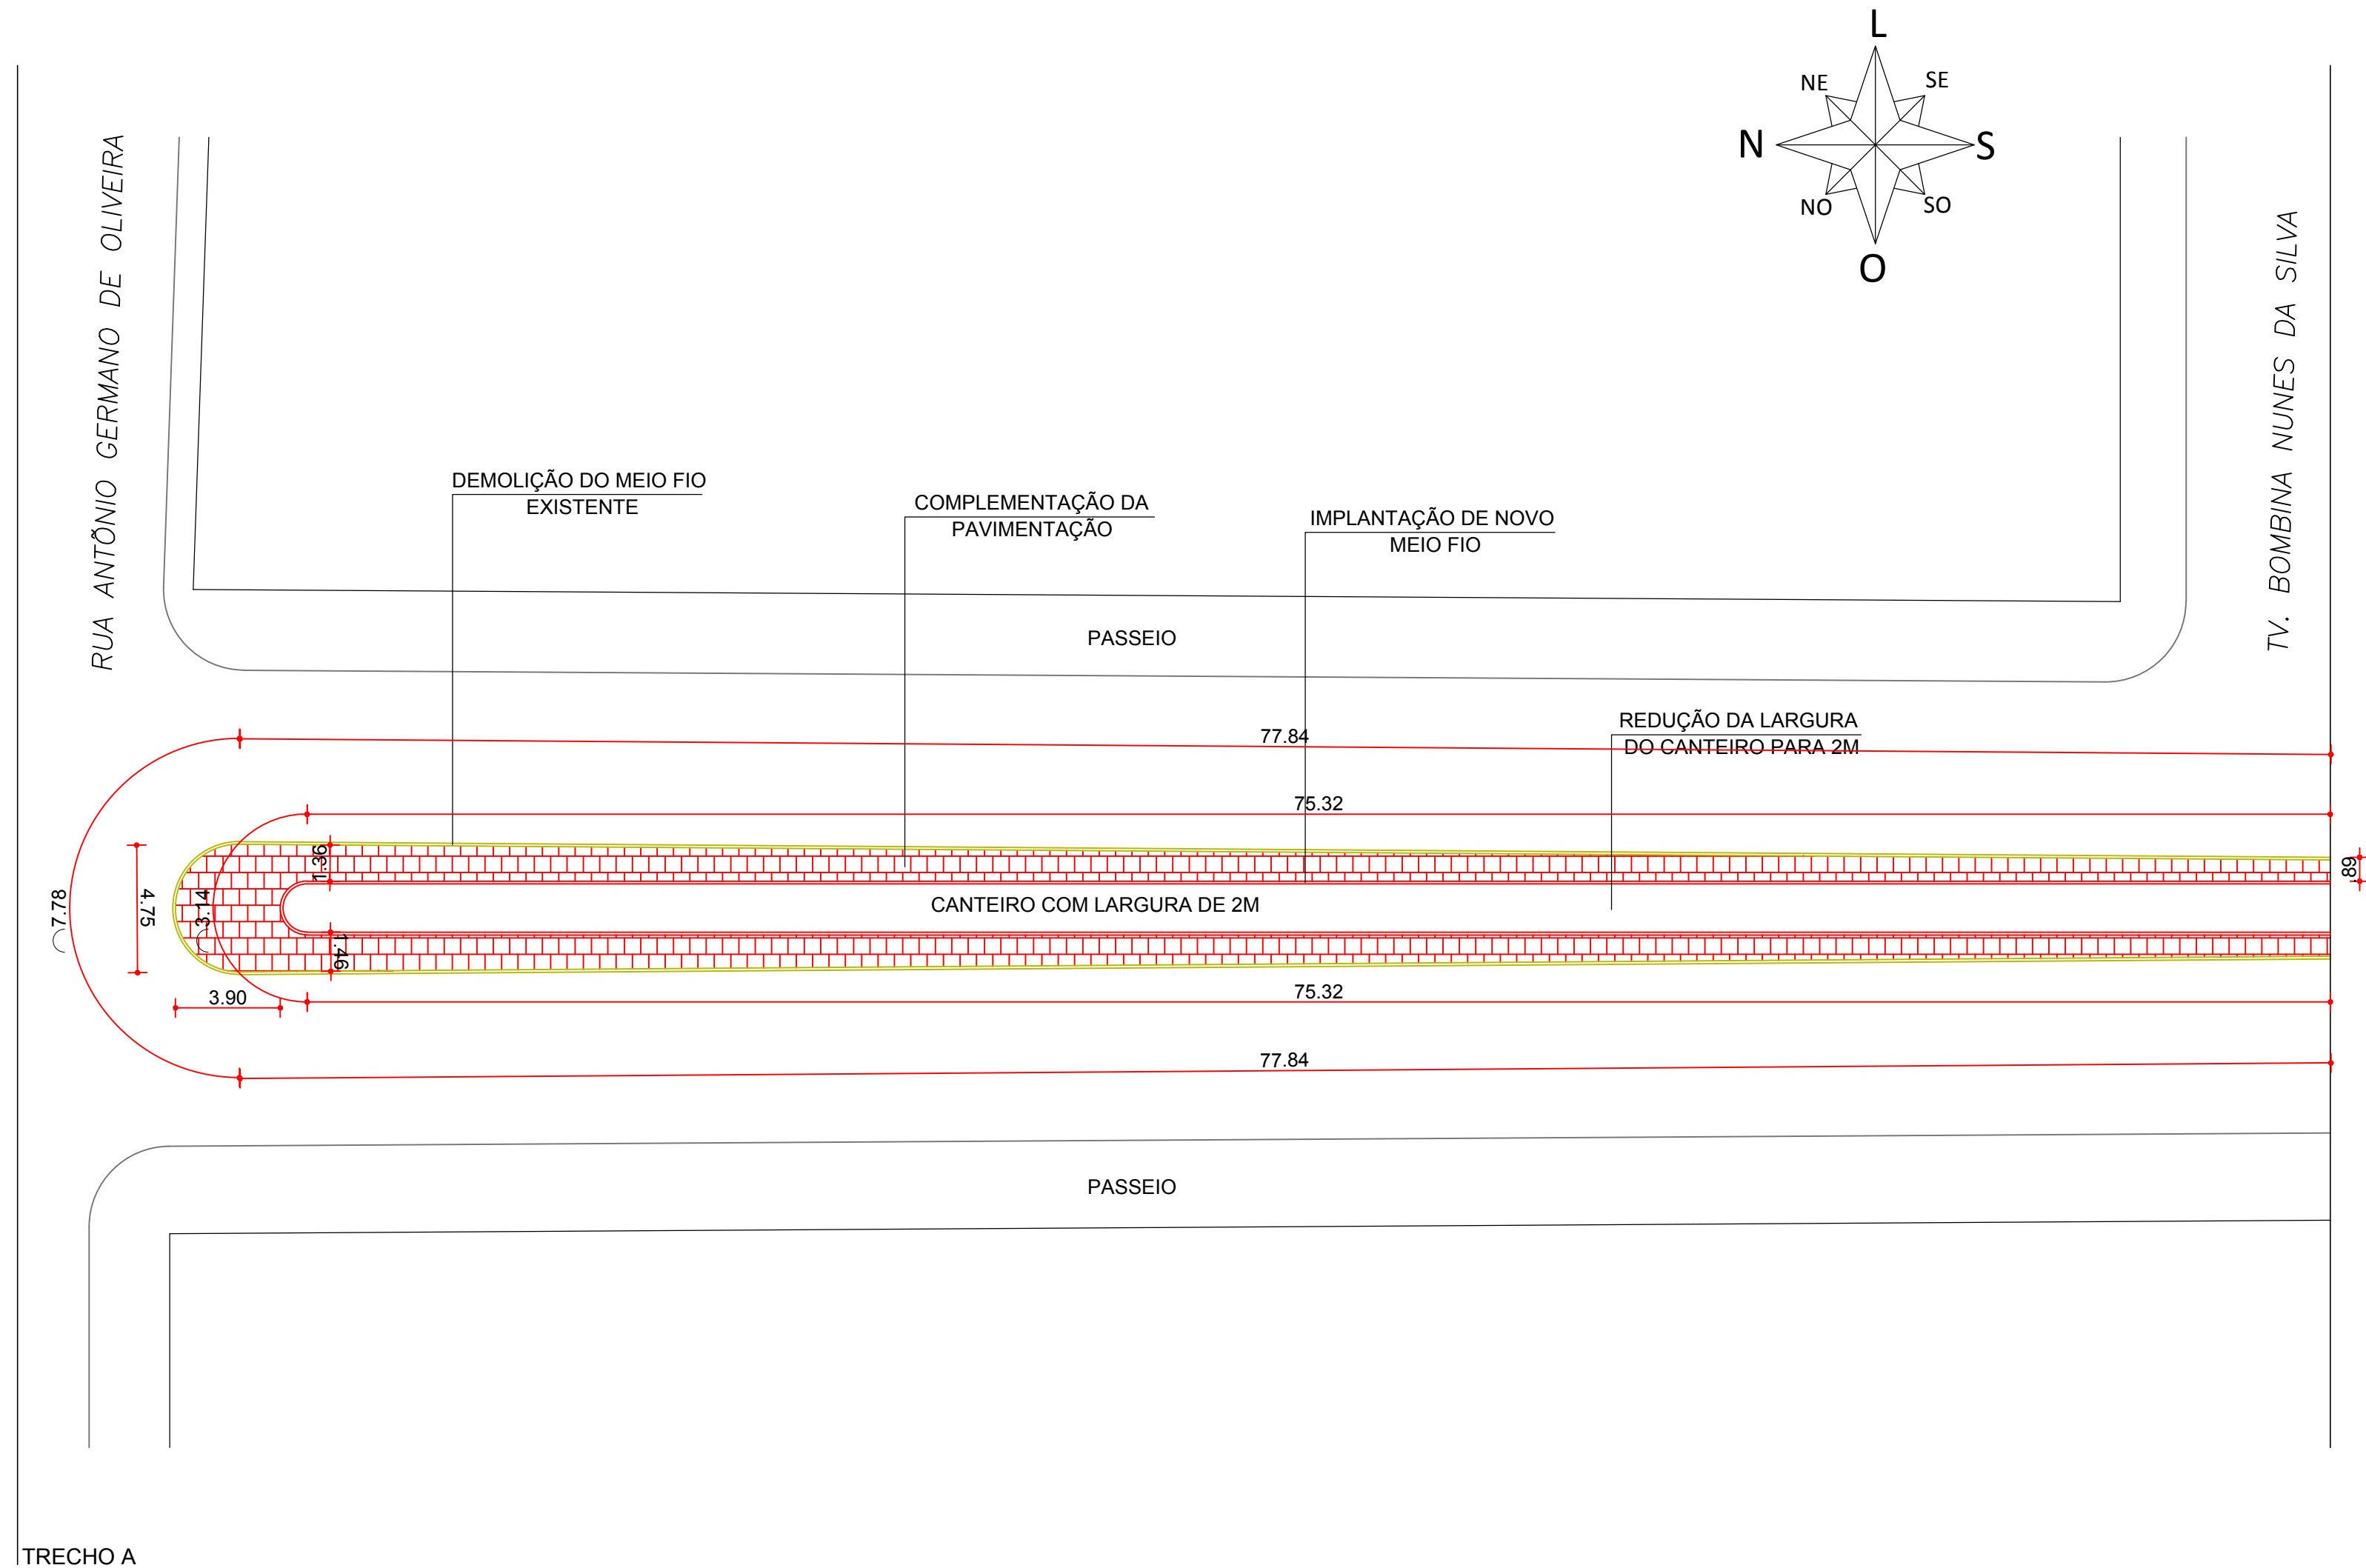 L
NE
SE
N
S
NO
SO
O
RUA ANTÔNIO GERMANO DE OLIVEIRA
TV. BOMBINA NUNES DA SILVA
DEMOLIÇÃO DO MEIO FIO
EXISTENTE
COMPLEMENTAÇÃO DA
PAVIMENTAÇÃO
IMPLANTAÇÃO DE NOVO
MEIO FIO
PASSEIO
REDUÇÃO DA LARGURA
DO CANTEIRO PARA 2M
77.84
75.32
1.36
.89
7.78
4.75
3.14
CANTEIRO COM LARGURA DE 2M
1.46
3.90
75.32
77.84
PASSEIO
TRECHO A